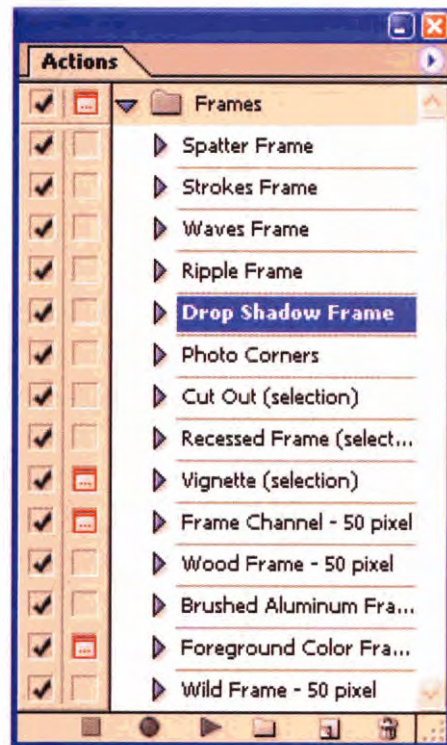 Actions
Frames
Spatter Frame
Strokes Frame
Waves Frame
Ripple Frame
Drop Shadow Frame
Photo Corners
Cut Out (selection)
Recessed Frame (select...
Vignette (selection)
Frame Channel - 50 pixel
Wood Frame - 50 pixel
Brushed Aluminum Fra...
Foreground Color Fra...
Wild Frame - 50 pixel